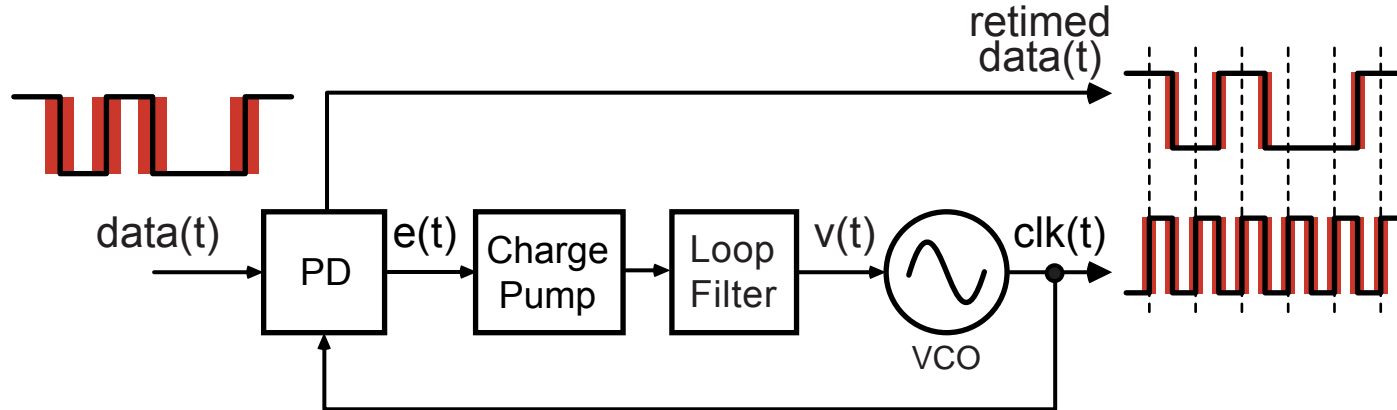 retimed
data(t)
data(t)
PD
e(t)
Charge
Pump
Loop
Filter
v(t)
VCO
clk(t)